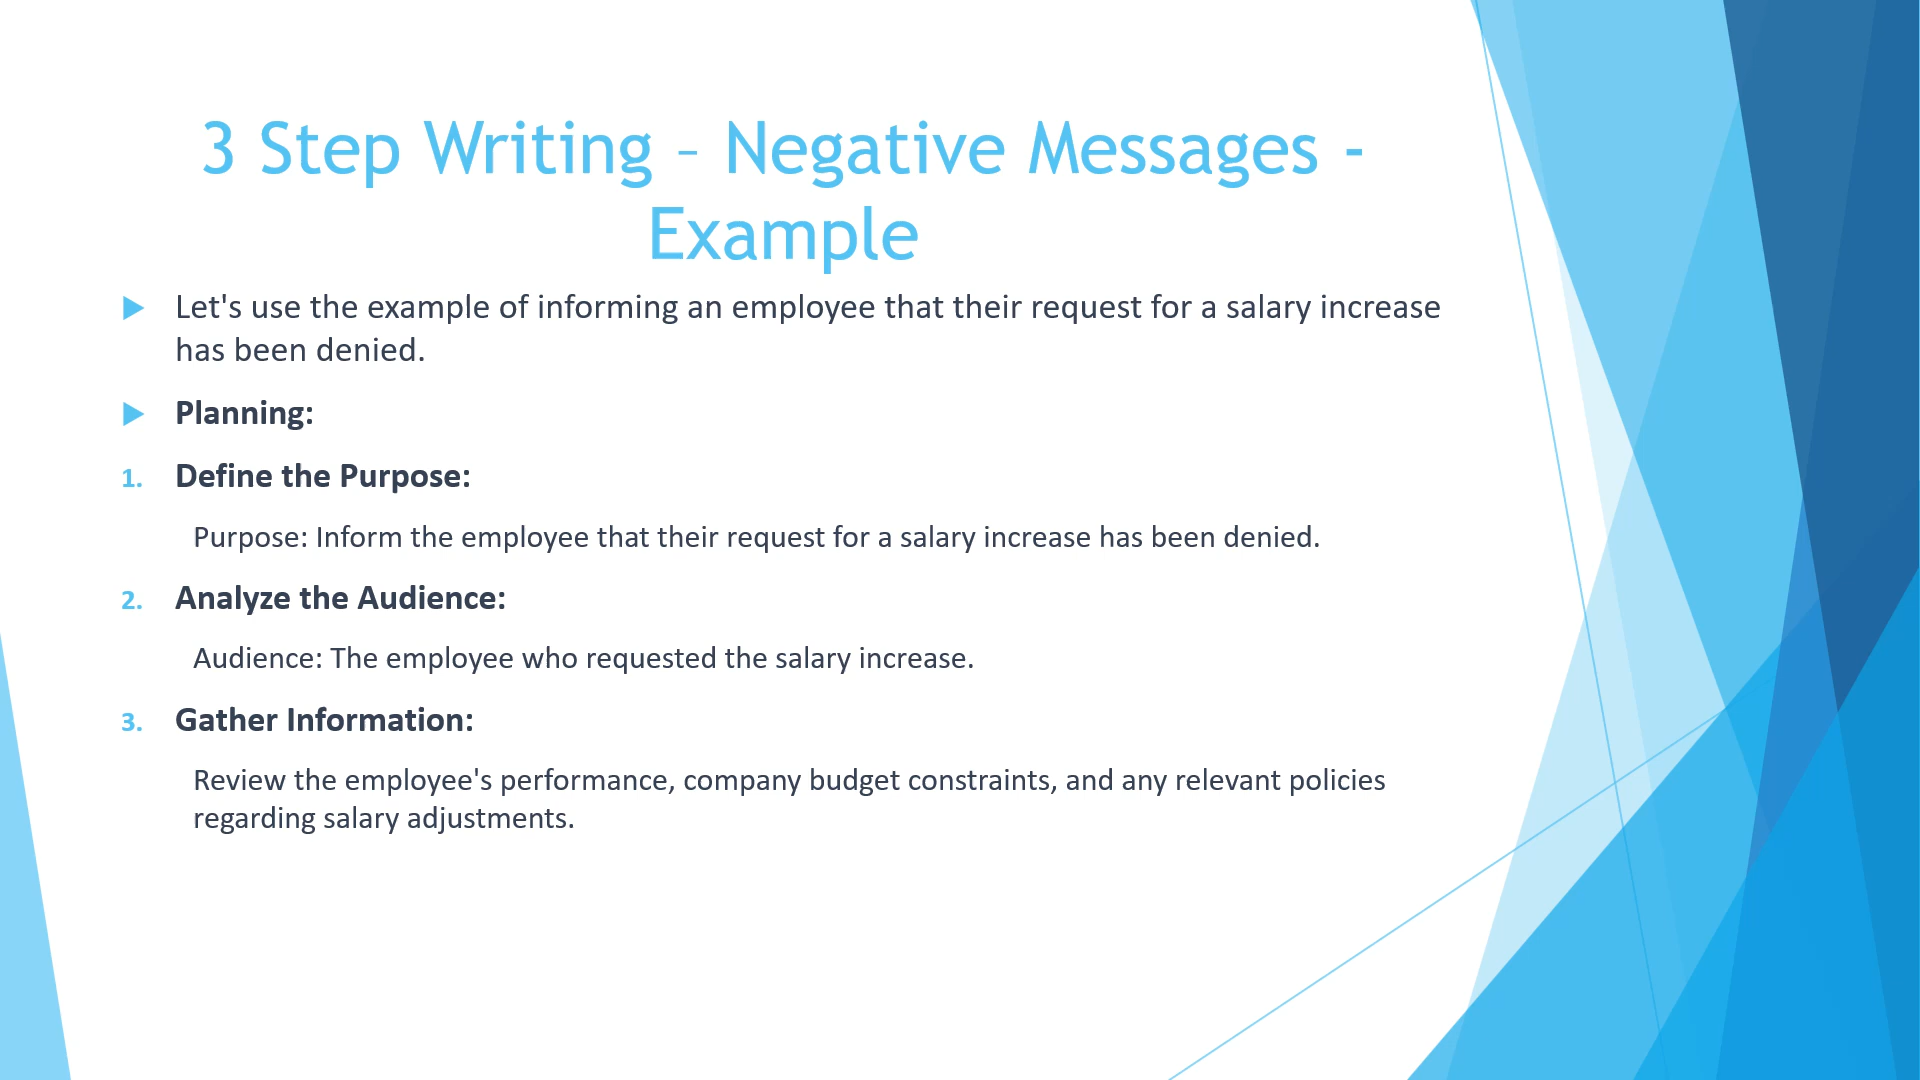 3 Step Writing – Negative Messages -
Example
Let's use the example of informing an employee that their request for a salary increase
has been denied.
Planning:
1. Define the Purpose:
Purpose: Inform the employee that their request for a salary increase has been denied.
2. Analyze the Audience:
Audience: The employee who requested the salary increase.
3. Gather Information:
Review the employee's performance, company budget constraints, and any relevant policies
regarding salary adjustments.